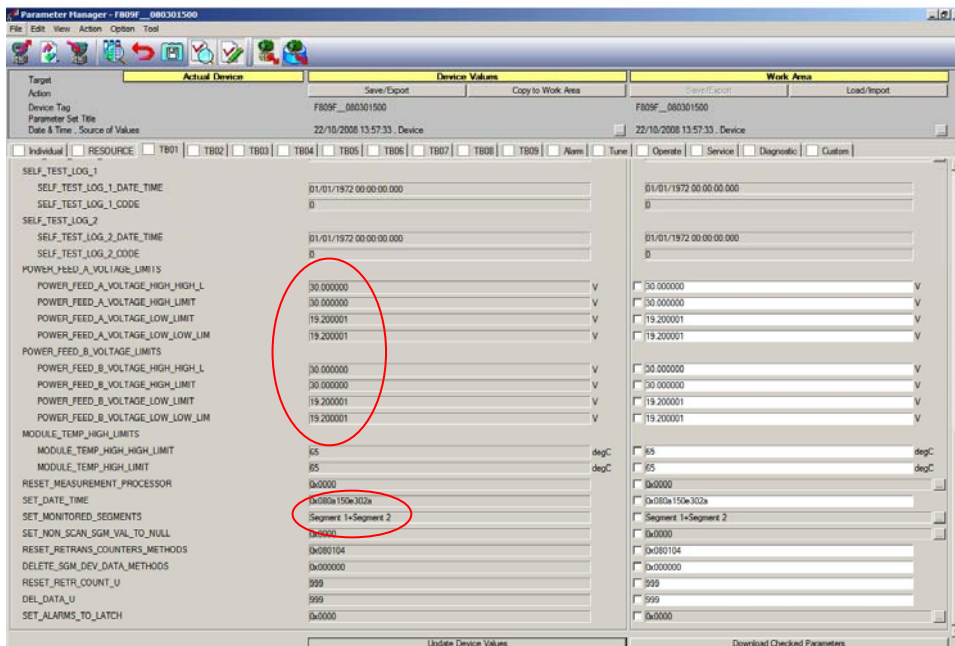 Parameter Manager - F809F__080301500
File Edit View Action Option Tool
Target Actual Device Device Values Work Area
Action Save/Export Copy to Work Area Save/Export Load/Import
Device Tag F809F__080301500 F809F__080301500
Parameter Set Title
Date & Time . Source of Values 22/10/2008 13:57:33 . Device ... 22/10/2008 13:57:33 . Device ...
Individual RESOURCE TB01 TB02 TB03 TB04 TB05 TB06 TB07 TB08 TB09 Alarm Tune Operate Service Diagnostic Custom
SELF_TEST_LOG_1
SELF_TEST_LOG_1_DATE_TIME 01/01/1972 00:00:00.000 01/01/1972 00:00:00.000
SELF_TEST_LOG_1_CODE 0 0
SELF_TEST_LOG_2
SELF_TEST_LOG_2_DATE_TIME 01/01/1972 00:00:00.000 01/01/1972 00:00:00.000
SELF_TEST_LOG_2_CODE 0 0
POWER_FEED_A_VOLTAGE_LIMITS
POWER_FEED_A_VOLTAGE_HIGH_HIGH_L 30.000000 V 30.000000 V
POWER_FEED_A_VOLTAGE_HIGH_LIMIT 30.000000 V 30.000000 V
POWER_FEED_A_VOLTAGE_LOW_LIMIT 19.200001 V 19.200001 V
POWER_FEED_A_VOLTAGE_LOW_LOW_LIM 19.200001 V 19.200001 V
POWER_FEED_B_VOLTAGE_LIMITS
POWER_FEED_B_VOLTAGE_HIGH_HIGH_L 30.000000 V 30.000000 V
POWER_FEED_B_VOLTAGE_HIGH_LIMIT 30.000000 V 30.000000 V
POWER_FEED_B_VOLTAGE_LOW_LIMIT 19.200001 V 19.200001 V
POWER_FEED_B_VOLTAGE_LOW_LOW_LIM 19.200001 V 19.200001 V
MODULE_TEMP_HIGH_LIMITS
MODULE_TEMP_HIGH_HIGH_LIMIT 65 degC 65 degC
MODULE_TEMP_HIGH_LIMIT 65 degC 65 degC
RESET_MEASUREMENT_PROCESSOR 0x0000 0x0000 ...
SET_DATE_TIME 0x080a150e302a 0x080a150e302a
SET_MONITORED_SEGMENTS Segment 1+Segment 2 Segment 1+Segment 2 ...
SET_NON_SCAN_SGM_VAL_TO_NULL 0x0000 0x0000 ...
RESET_RETRANS_COUNTERS_METHODS 0x080104 0x080104
DELETE_SGM_DEV_DATA_METHODS 0x000000 0x000000
RESET_RETR_COUNT_U 999 999
DEL_DATA_U 999 999
SET_ALARMS_TO_LATCH 0x0000 0x0000 ...
Update Device Values Download Checked Parameters